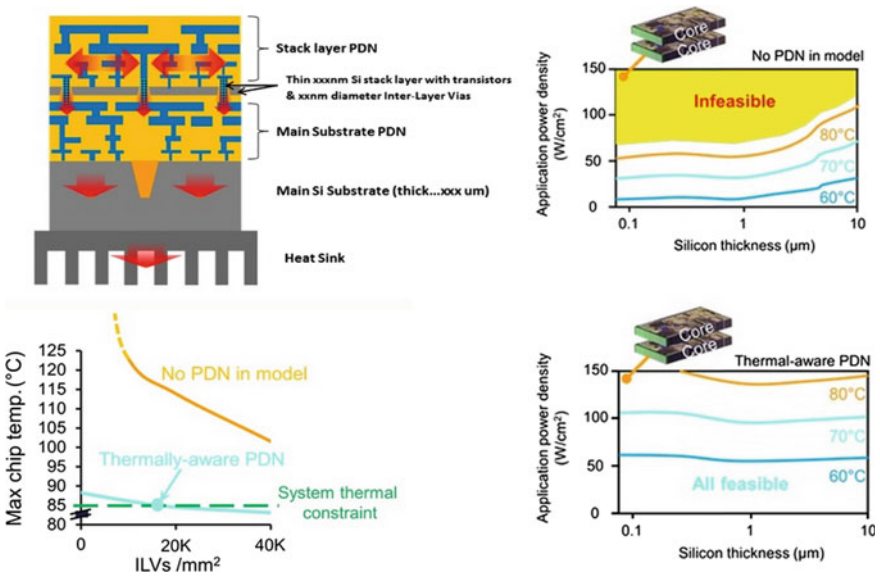 Stack layer PDN
Thin xxxnm Si stack layer with transistors
& xxnm diameter Inter-Layer Vias
Main Substrate PDN
Main Si Substrate (thick...xxx um)
Heat Sink
Core
Core
No PDN in model
Application power density
(W/cm²)
150
100
50
0
Infeasible
80°C
70°C
60°C
0.1
1
10
Silicon thickness (µm)
Max chip temp. (°C)
125
120
115
110
105
100
95
90
85
80
No PDN in model
Thermally-aware PDN
System thermal
constraint
0
20K
40K
ILVs /mm²
Core
Core
Thermal-aware PDN
Application power density
(W/cm²)
150
100
50
0
80°C
70°C
60°C
All feasible
0.1
1
10
Silicon thickness (µm)